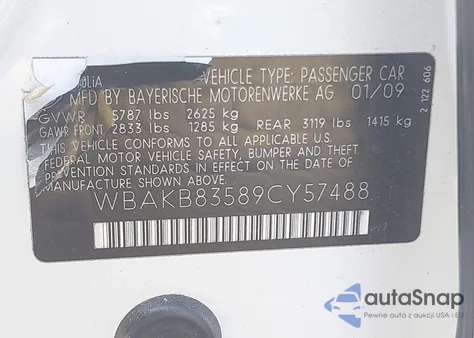 50LiA VEHICLE TYPE: PASSENGER CAR
MFD BY BAYERISCHE MOTORENWERKE AG 01/09
GVWR 5787 lbs 2625 kg
GAWR FRONT 2833 lbs 1285 kg REAR 3119 lbs 1415 kg
THIS VEHICLE CONFORMS TO ALL APPLICABLE U.S.
FEDERAL MOTOR VEHICLE SAFETY, BUMPER AND THEFT
PREVENTION STANDARDS IN EFFECT ON THE
DATE OF MANUFACTURE SHOWN ABOVE
WBAKB83589CY57488
2 122 606
autoSnap
Pewne auta z aukcji USA i EU